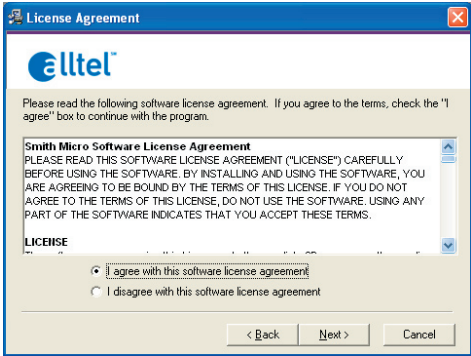 License Agreement
alltel
Please read the following software license agreement. If you agree to the terms, check the "I
agree" box to continue with the program.
Smith Micro Software License Agreement
PLEASE READ THIS SOFTWARE LICENSE AGREEMENT ("LICENSE") CAREFULLY
BEFORE USING THE SOFTWARE. BY INSTALLING AND USING THE SOFTWARE, YOU
ARE AGREEING TO BE BOUND BY THE TERMS OF THIS LICENSE. IF YOU DO NOT
AGREE TO THE TERMS OF THIS LICENSE, DO NOT USE THE SOFTWARE. USING ANY
PART OF THE SOFTWARE INDICATES THAT YOU ACCEPT THESE TERMS.
LICENSE
I agree with this software license agreement
I disagree with this software license agreement
< Back Next > Cancel